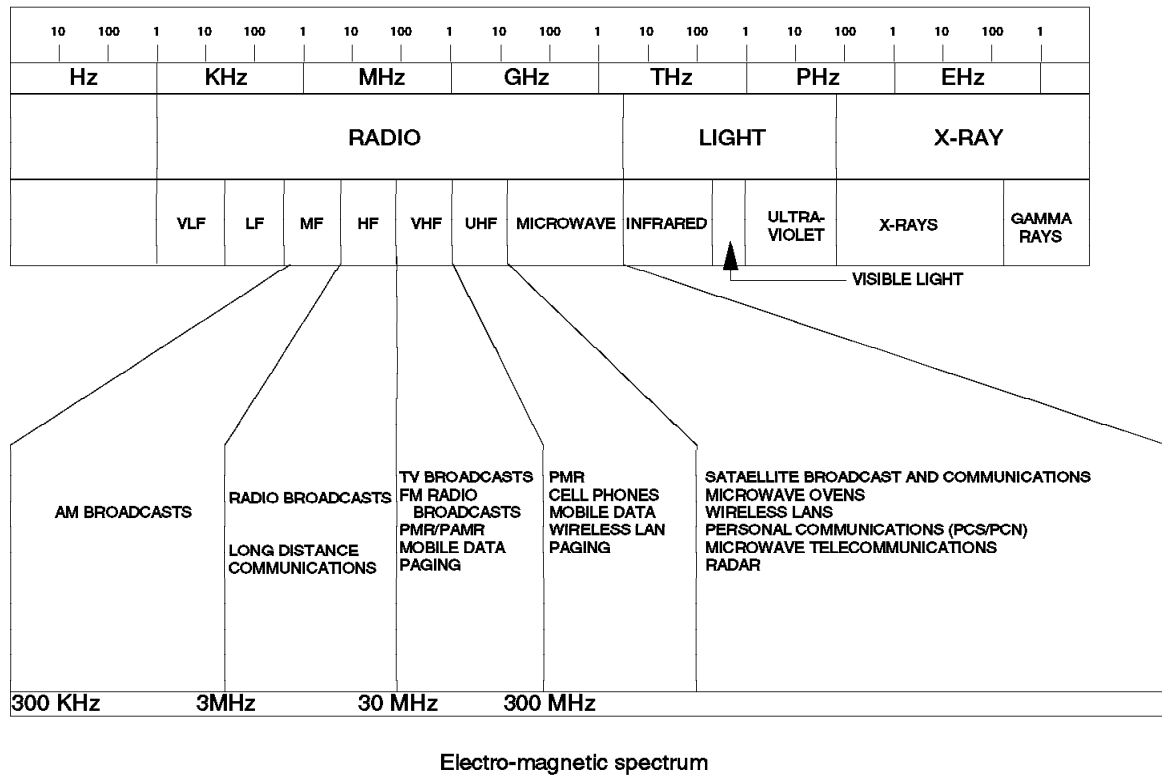 10 100 1 10 100 1 10 100 1 10 100 1 10 100 1 10 100 1 10 100 1
Hz KHz MHz GHz THz PHz EHz
RADIO LIGHT X-RAY
VLF LF MF HF VHF UHF MICROWAVE INFRARED
ULTRA-
VIOLET
X-RAYS
GAMMA
RAYS
VISIBLE LIGHT
AM BROADCASTS
RADIO BROADCASTS
LONG DISTANCE
COMMUNICATIONS
TV BROADCASTS
FM RADIO
BROADCASTS
PMR/PAMR
MOBILE DATA
PAGING
PMR
CELL PHONES
MOBILE DATA
WIRELESS LAN
PAGING
SATAELLITE BROADCAST AND COMMUNICATIONS
MICROWAVE OVENS
WIRELESS LANS
PERSONAL COMMUNICATIONS (PCS/PCN)
MICROWAVE TELECOMMUNICATIONS
RADAR
300 KHz 3MHz 30 MHz 300 MHz
Electro-magnetic spectrum